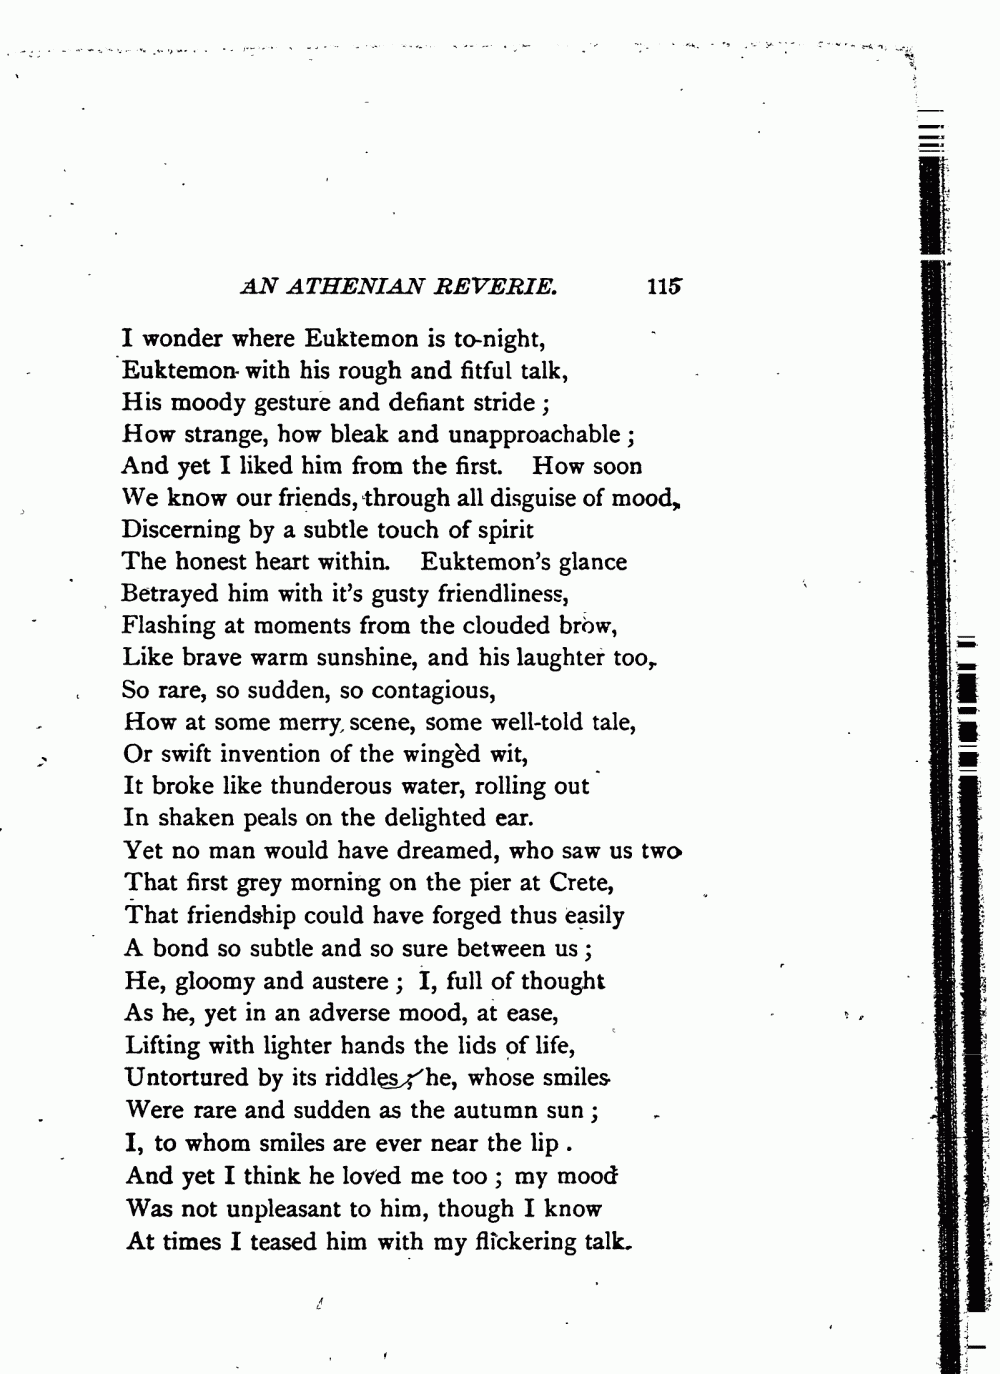 AN ATHENIAN REVERIE. 115
I wonder where Euktemon is to-night,
Euktemon with his rough and fitful talk,
His moody gesture and defiant stride ;
How strange, how bleak and unapproachable ;
And yet I liked him from the first. How soon
We know our friends, through all disguise of mood,
Discerning by a subtle touch of spirit
The honest heart within. Euktemon's glance
Betrayed him with it's gusty friendliness,
Flashing at moments from the clouded brow,
Like brave warm sunshine, and his laughter too,
So rare, so sudden, so contagious,
How at some merry scene, some well-told tale,
Or swift invention of the wingèd wit,
It broke like thunderous water, rolling out
In shaken peals on the delighted ear.
Yet no man would have dreamed, who saw us two
That first grey morning on the pier at Crete,
That friendship could have forged thus easily
A bond so subtle and so sure between us ;
He, gloomy and austere ; I, full of thought
As he, yet in an adverse mood, at ease,
Lifting with lighter hands the lids of life,
Untortured by its riddles ; he, whose smiles
Were rare and sudden as the autumn sun ;
I, to whom smiles are ever near the lip .
And yet I think he loved me too ; my mood
Was not unpleasant to him, though I know
At times I teased him with my flickering talk.